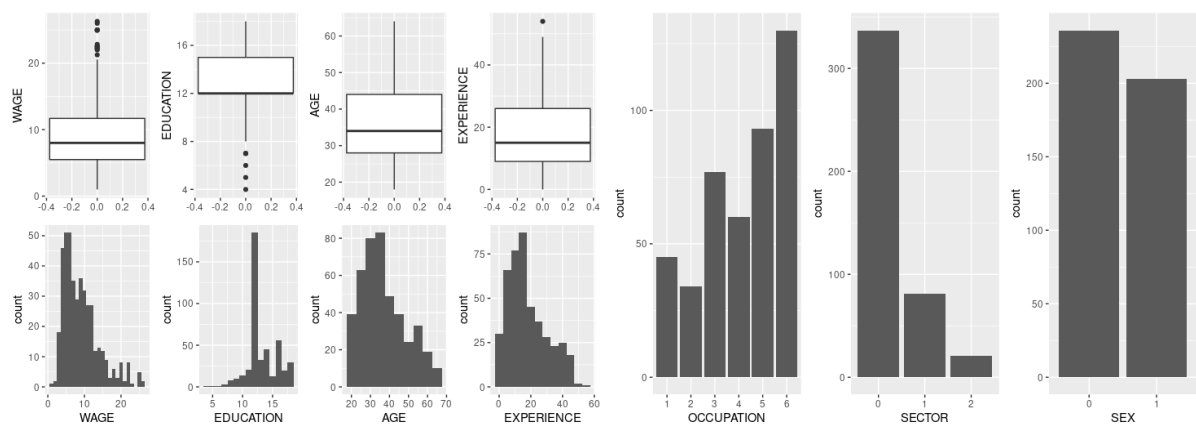 WAGE
0
10
20
-0.4 -0.2 0.0 0.2 0.4
EDUCATION
4
8
12
16
-0.4 -0.2 0.0 0.2 0.4
AGE
20
30
40
50
60
-0.4 -0.2 0.0 0.2 0.4
EXPERIENCE
0
20
40
-0.4 -0.2 0.0 0.2 0.4
count
0
10
20
30
40
50
0 10 20
WAGE
count
0
50
100
150
5 10 15
EDUCATION
count
0
20
40
60
80
20 30 40 50 60 70
AGE
count
0
25
50
75
0 20 40 60
EXPERIENCE
count
0
50
100
1 2 3 4 5 6
OCCUPATION
count
0
100
200
300
0 1 2
SECTOR
count
0
50
100
150
200
0 1
SEX